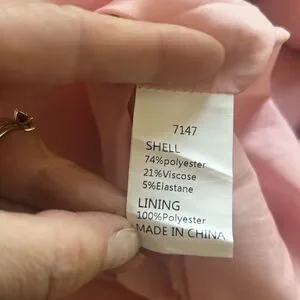 7147
SHELL
74%polyester
21%Viscose
5%Elastane
LINING
100%Polyester
MADE IN CHINA